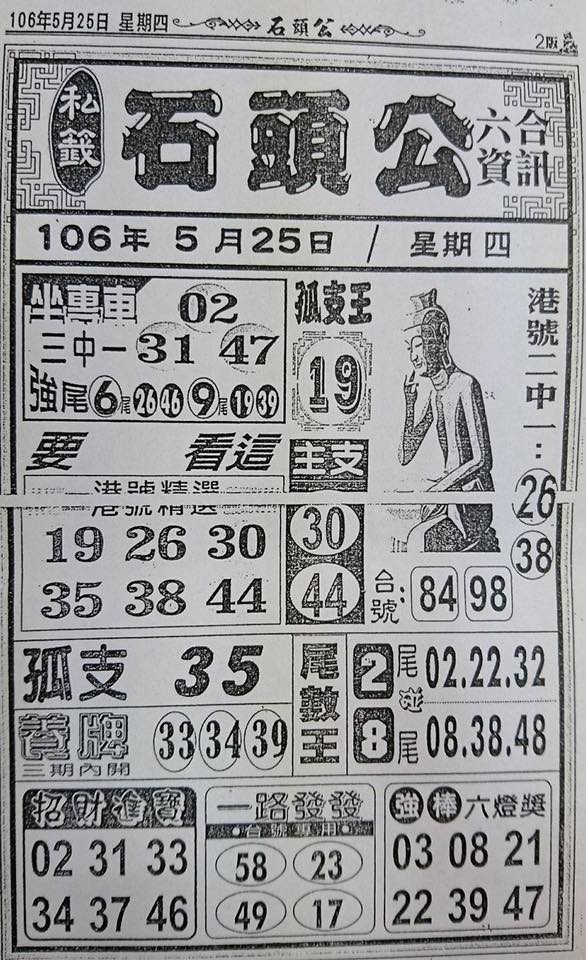 106年5月25日 星期四
石頭公
2版
私籤
石頭公
六合
資訊
106年 5月25日 / 星期四
坐專車 02
三中一 31 47
強尾 6尾 26 46 9尾 19 39
孤支王
19
港號二中一:
26
38
要 看這
港號精選
19 26 30
35 38 44
主支
30
44
台號: 84 98
孤支 35
養牌 33 34 39
三期內開
尾數王
2尾 02.22.32
碰
8尾 08.38.48
招財進寶
02 31 33
34 37 46
一路發發
台號專用
58 23
49 17
強棒六燈獎
03 08 21
22 39 47